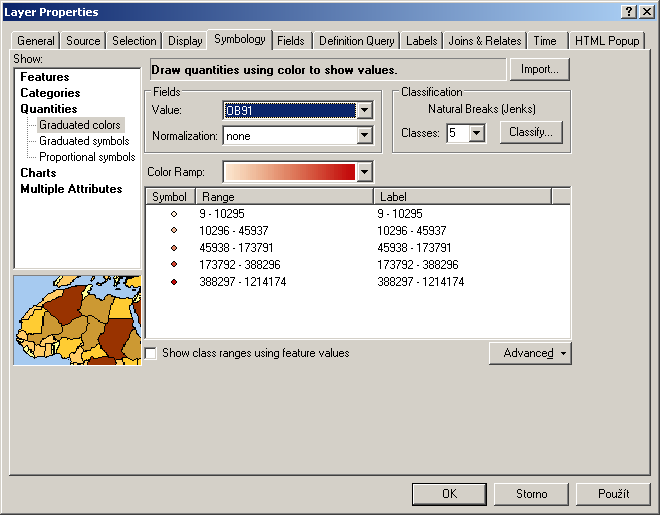 Layer Properties
General Source Selection Display Symbology Fields Definition Query Labels Joins & Relates Time HTML Popup
Show:
Features
Categories
Quantities
Graduated colors
Graduated symbols
Proportional symbols
Charts
Multiple Attributes
Draw quantities using color to show values.
Import...
Fields
Value: OB91
Normalization: none
Classification
Natural Breaks (Jenks)
Classes: 5 Classify...
Color Ramp:
Symbol Range Label
9 - 10295 9 - 10295
10296 - 45937 10296 - 45937
45938 - 173791 45938 - 173791
173792 - 388296 173792 - 388296
388297 - 1214174 388297 - 1214174
Show class ranges using feature values
Advanced
OK Storno Použít